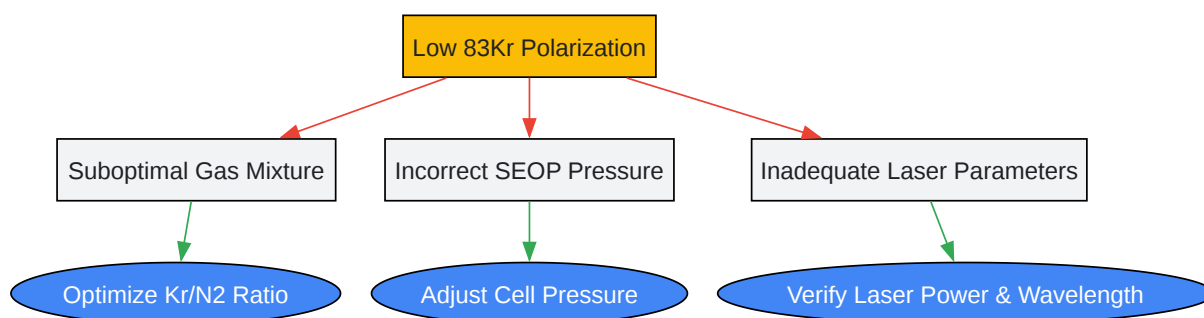 Low 83Kr Polarization
Suboptimal Gas Mixture
Incorrect SEOP Pressure
Inadequate Laser Parameters
Optimize Kr/N2 Ratio
Adjust Cell Pressure
Verify Laser Power & Wavelength